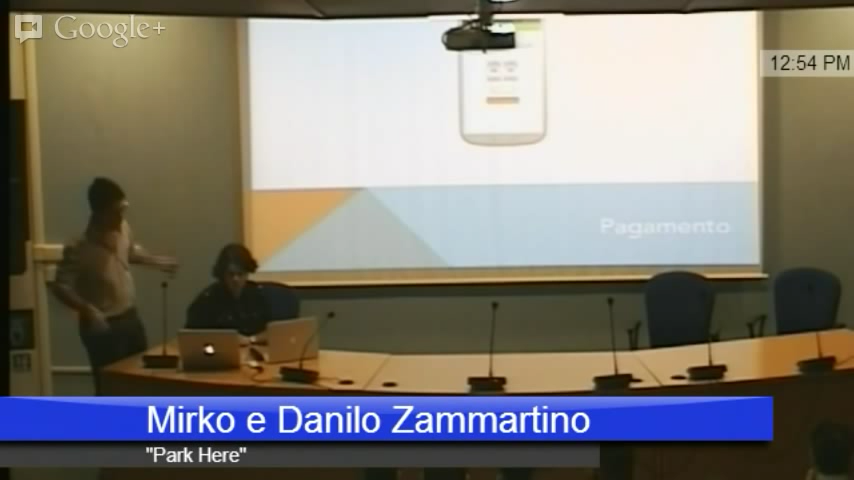 Google+
12:54 PM
Pagamento
Mirko e Danilo Zammartino
"Park Here"